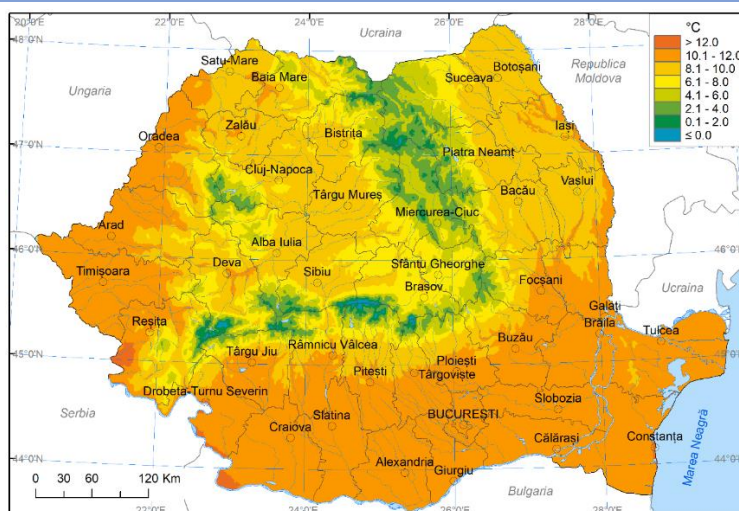 20°0'E
22°0'E
24°0'E
26°0'E
28°0'E
48°0'N
Ucraina
°C
> 12.0
10.1 - 12.0
8.1 - 10.0
6.1 - 8.0
4.1 - 6.0
2.1 - 4.0
0.1 - 2.0
≤ 0.0
Satu-Mare
Baia Mare
Botoșani
Suceava
Republica
Moldova
Ungaria
47°0'N
Oradea
Zalău
Bistrița
Iași
Piatra Neamț
Cluj-Napoca
Târgu Mureș
Bacău
Vaslui
Miercurea-Ciuc
Arad
46°0'N
46°0'N
Alba Iulia
Timișoara
Deva
Sibiu
Sfântu Gheorghe
Brașov
Focșani
Ucraina
Galați
Brăila
Tulcea
Reșița
45°0'N
45°0'N
Târgu Jiu
Râmnicu Vâlcea
Buzău
Ploiești
Pitești
Târgoviște
Drobeta-Turnu Severin
Slobozia
Serbia
Craiova
Slatina
BUCUREȘTI
Călărași
Constanța
Marea Neagră
44°0'N
44°0'N
Alexandria
Giurgiu
Bulgaria
0 30 60 120 Km
22°0'E
24°0'E
26°0'E
28°0'E